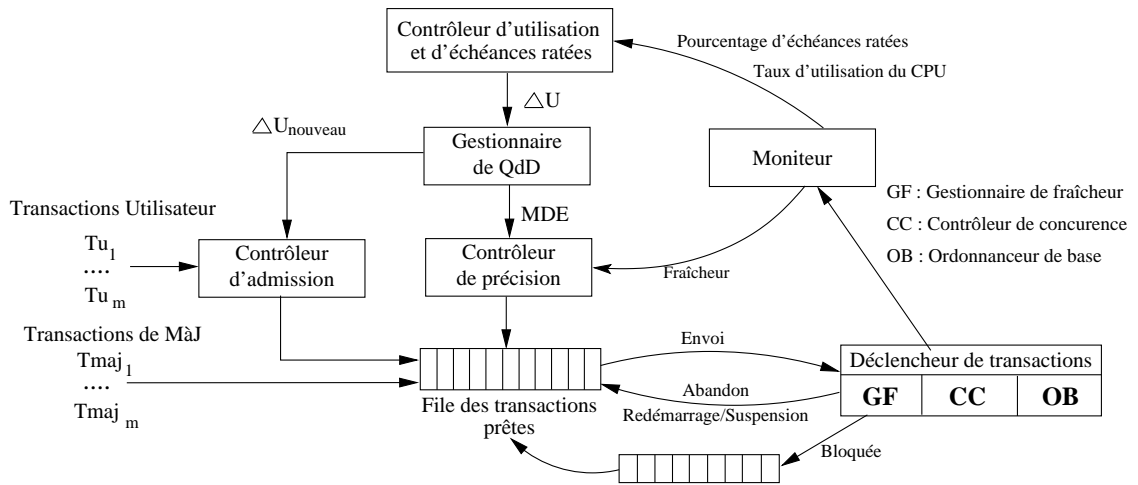 Contrôleur d'utilisation
et d'échéances ratées
Pourcentage d'échéances ratées
Taux d'utilisation du CPU
△U
△Unouveau
Gestionnaire
de QdD
Moniteur
GF : Gestionnaire de fraîcheur
CC : Contrôleur de concurence
OB : Ordonnanceur de base
MDE
Transactions Utilisateur
Tu1
....
Tum
Contrôleur
d'admission
Contrôleur
de précision
Fraîcheur
Transactions de MàJ
Tmaj1
....
Tmajm
Envoi
Déclencheur de transactions
GF CC OB
Abandon
Redémarrage/Suspension
File des transactions
prêtes
Bloquée